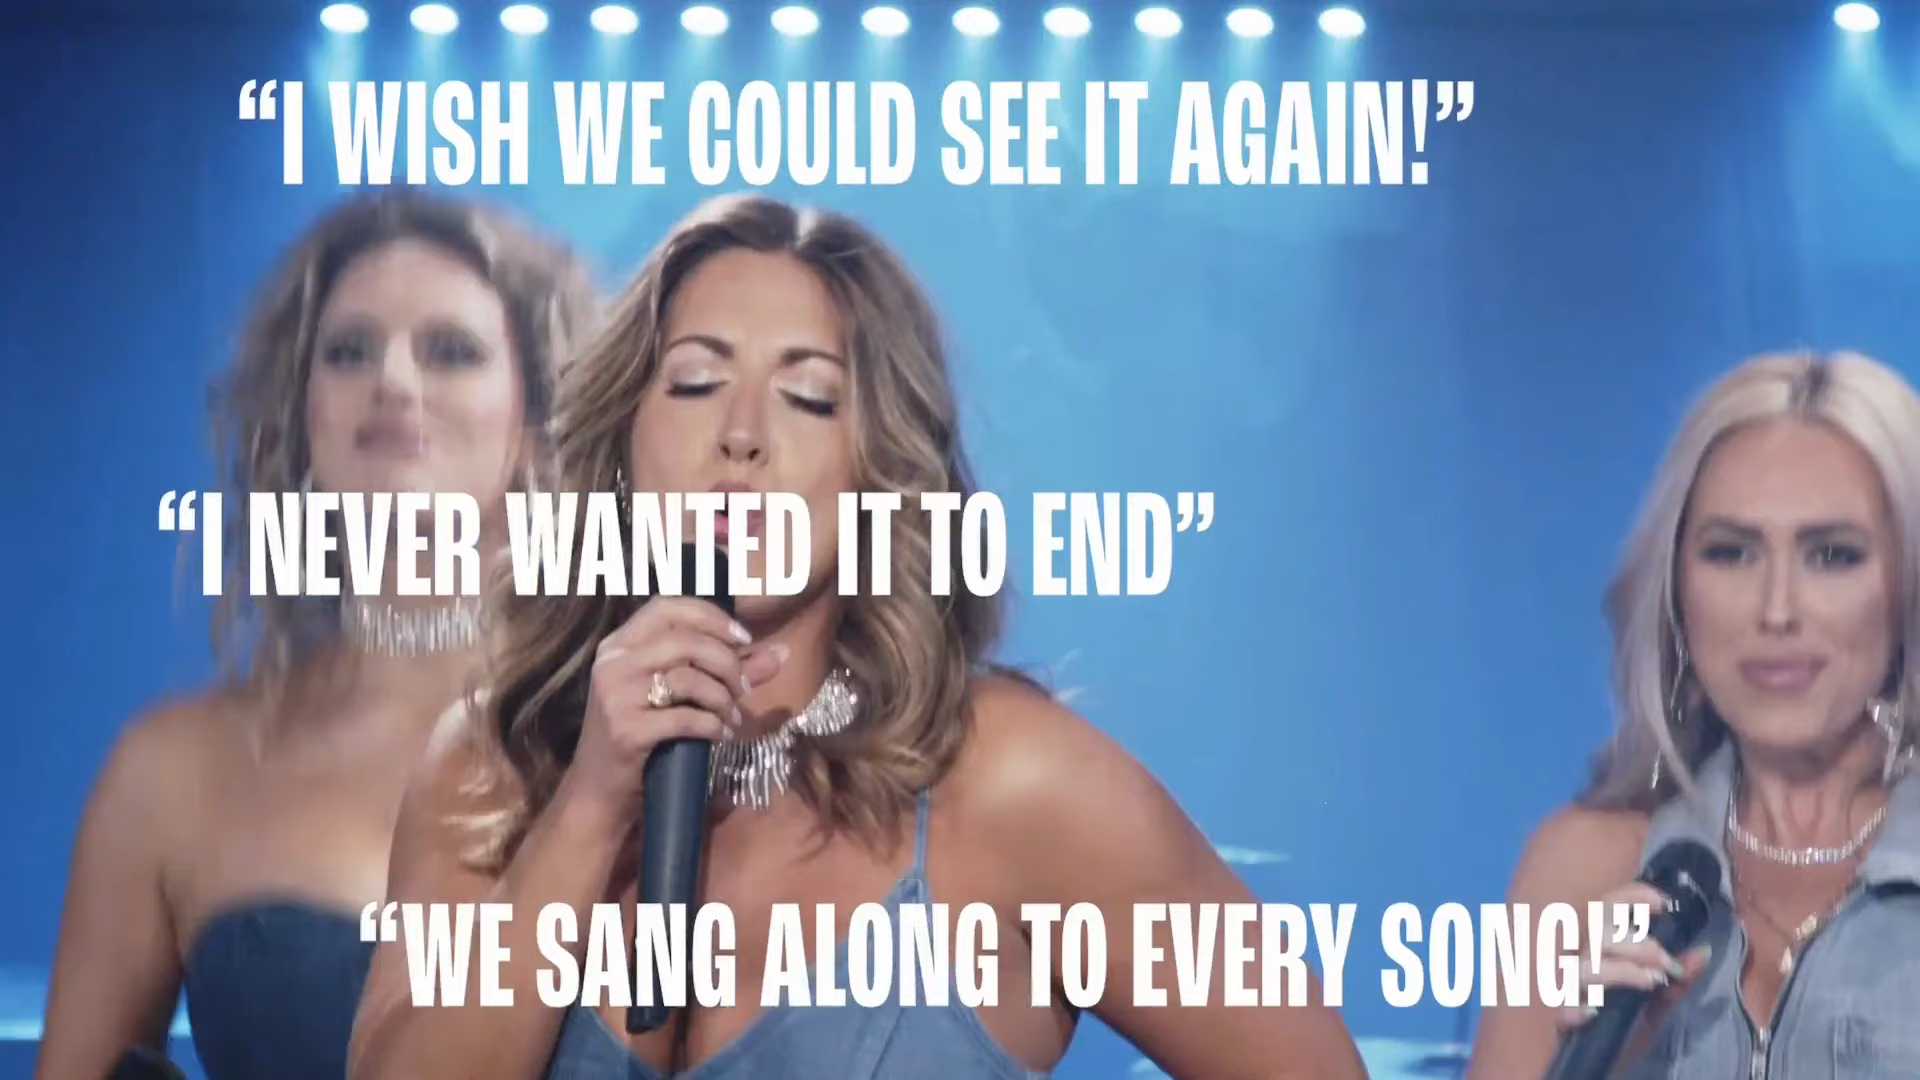 “I WISH WE COULD SEE IT AGAIN!”
“I NEVER WANTED IT TO END”
“WE SANG ALONG TO EVERY SONG!”